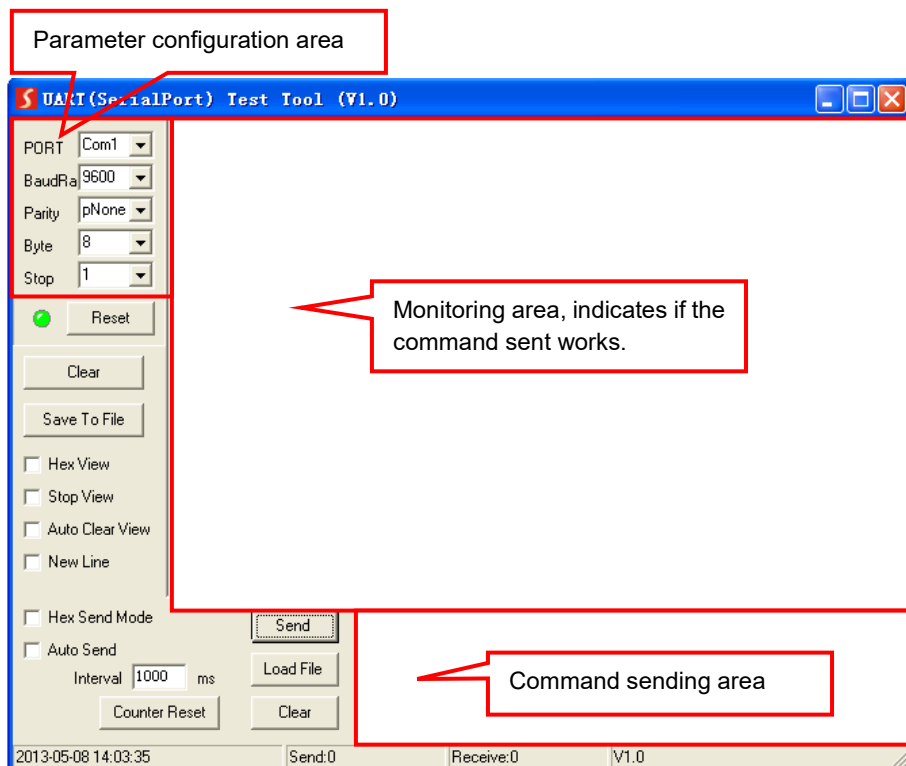 Parameter configuration area
UART(SerialPort) Test Tool (V1.0)
PORT Com1
BaudRa 9600
Parity pNone
Byte 8
Stop 1
Reset
Monitoring area, indicates if the
command sent works.
Clear
Save To File
Hex View
Stop View
Auto Clear View
New Line
Hex Send Mode
Send
Auto Send
Interval 1000 ms
Load File
Command sending area
Counter Reset
Clear
2013-05-08 14:03:35 Send:0 Receive:0 V1.0